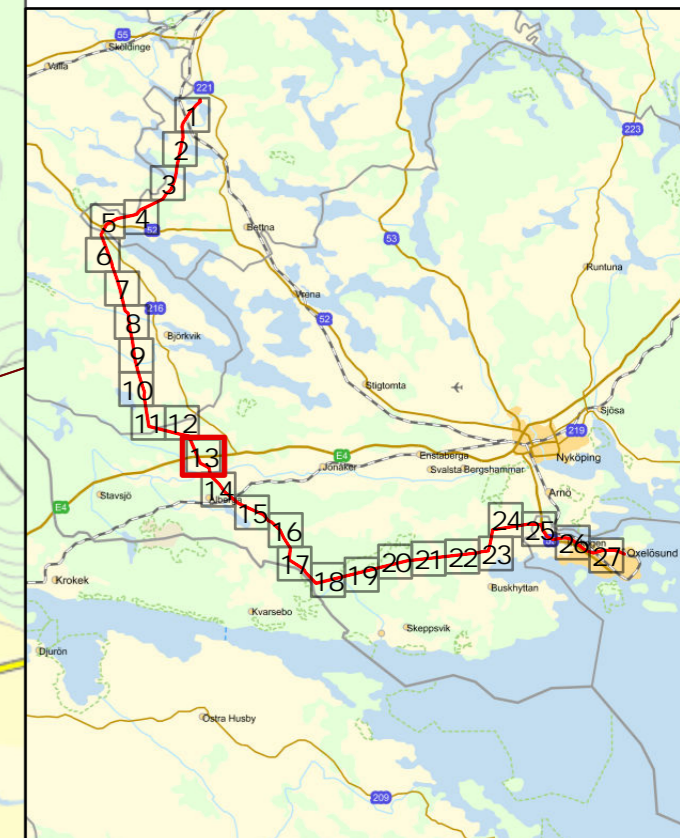 55
Sköldinge
Valla
221
1
223
2
3
5
4
52
Bettna
53
6
Runtuna
7
Vrena
216
8
52
Björkvik
9
10
Stigtomta
Sjösa
11
12
219
13
E4
Enstaberga
Nyköping
Jönåker
Svalsta
Bergshammar
14
Stavsjö
Ålberga
Arnö
E4
15
24
16
25
26
27
Oxelösund
17
20
21
22
23
18
19
Krokek
Buskhyttan
Kvarsebo
Skeppsvik
Djurön
Östra Husby
209